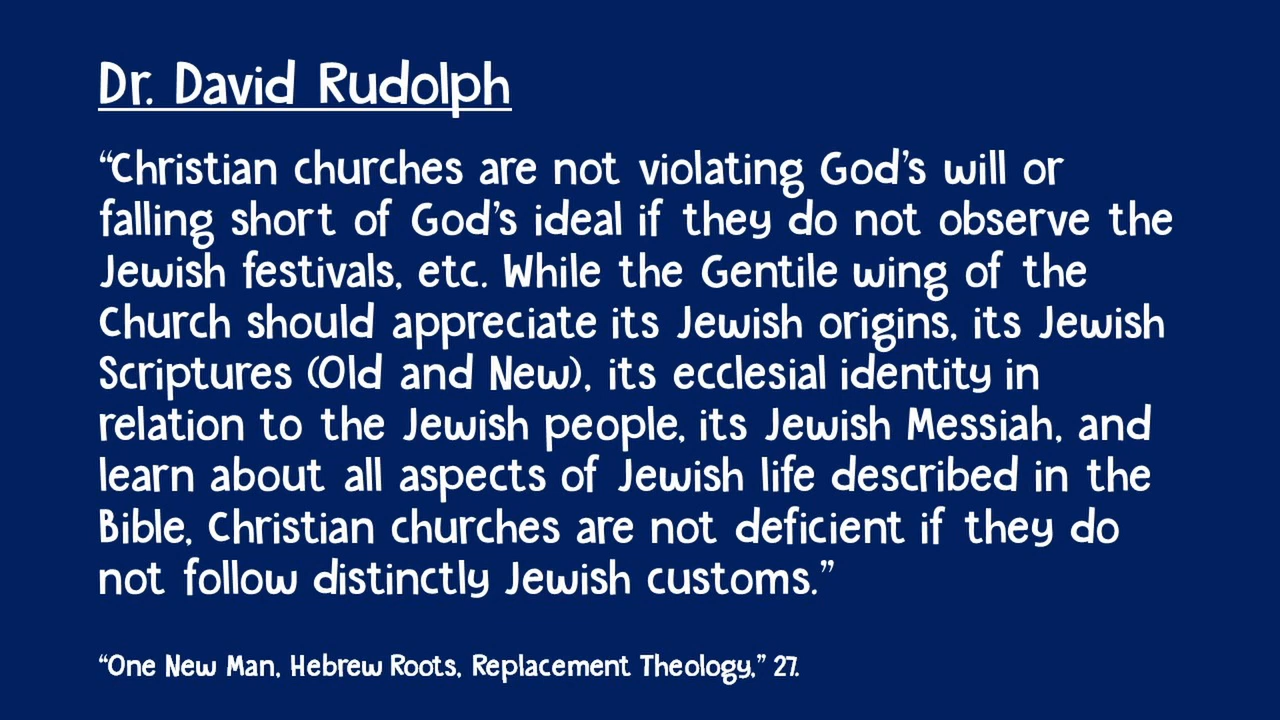 Dr. David Rudolph
“Christian churches are not violating God’s will or
falling short of God’s ideal if they do not observe the
Jewish festivals, etc. While the Gentile wing of the
Church should appreciate its Jewish origins, its Jewish
Scriptures (Old and New), its ecclesial identity in
relation to the Jewish people, its Jewish Messiah, and
learn about all aspects of Jewish life described in the
Bible, Christian churches are not deficient if they do
not follow distinctly Jewish customs.”
“One New Man, Hebrew Roots, Replacement Theology,” 27.